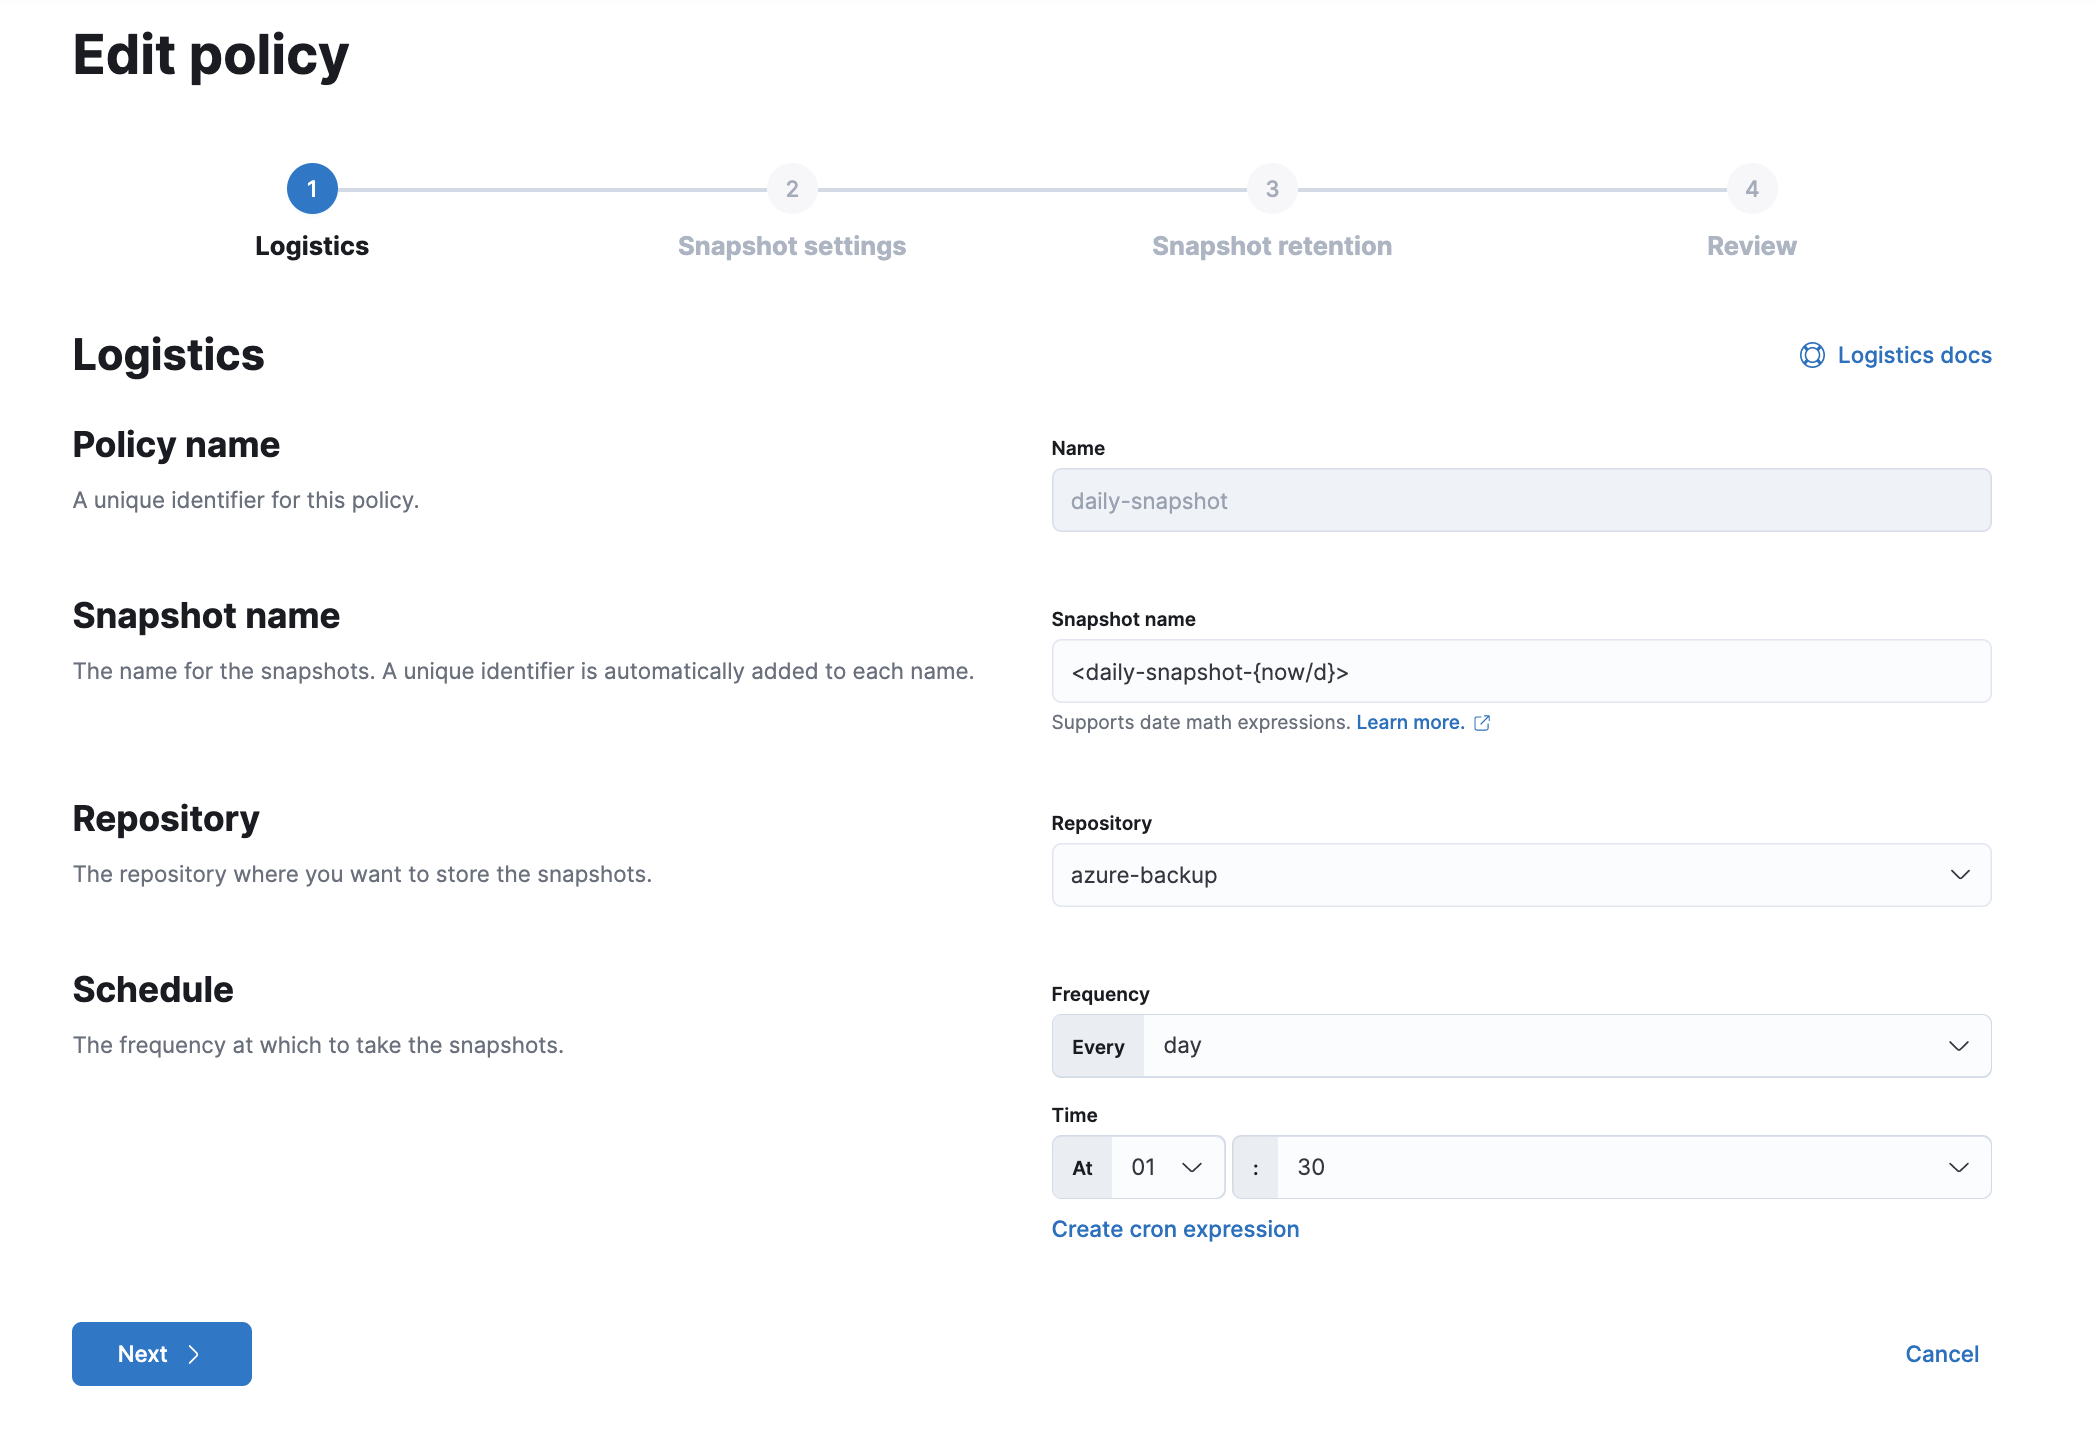 Edit policy
1
2
3
4
Logistics
Snapshot settings
Snapshot retention
Review
Logistics
Logistics docs
Policy name
A unique identifier for this policy.
Name
daily-snapshot
Snapshot name
The name for the snapshots. A unique identifier is automatically added to each name.
Snapshot name
<daily-snapshot-{now/d}>
Supports date math expressions. Learn more.
Repository
The repository where you want to store the snapshots.
Repository
azure-backup
Schedule
The frequency at which to take the snapshots.
Frequency
Every day
Time
At 01 : 30
Create cron expression
Next
Cancel